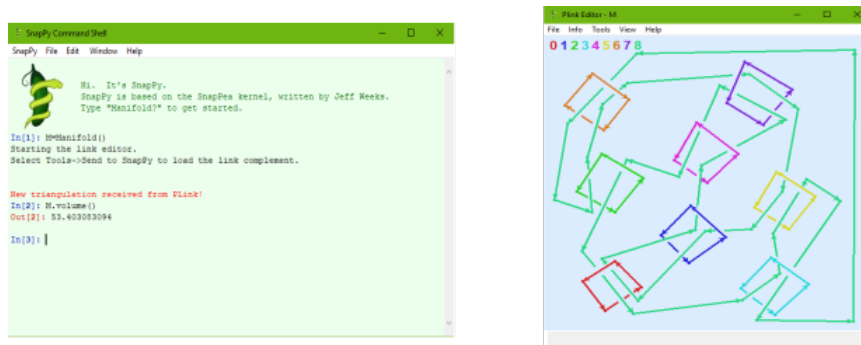 SnapPy Command Shell
SnapPy File Edit Window Help
Hi. It's SnapPy.
SnapPy is based on the SnapPea kernel, written by Jeff Weeks.
Type "Manifold?" to get started.
In[1]: M=Manifold()
Starting the link editor.
Select Tools->Send to SnapPy to load the link complement.
New triangulation received from PLink!
In[2]: M.volume()
Out[2]: 53.403083094
In[3]:
Plink Editor - M
File Info Tools View Help
0 1 2 3 4 5 6 7 8